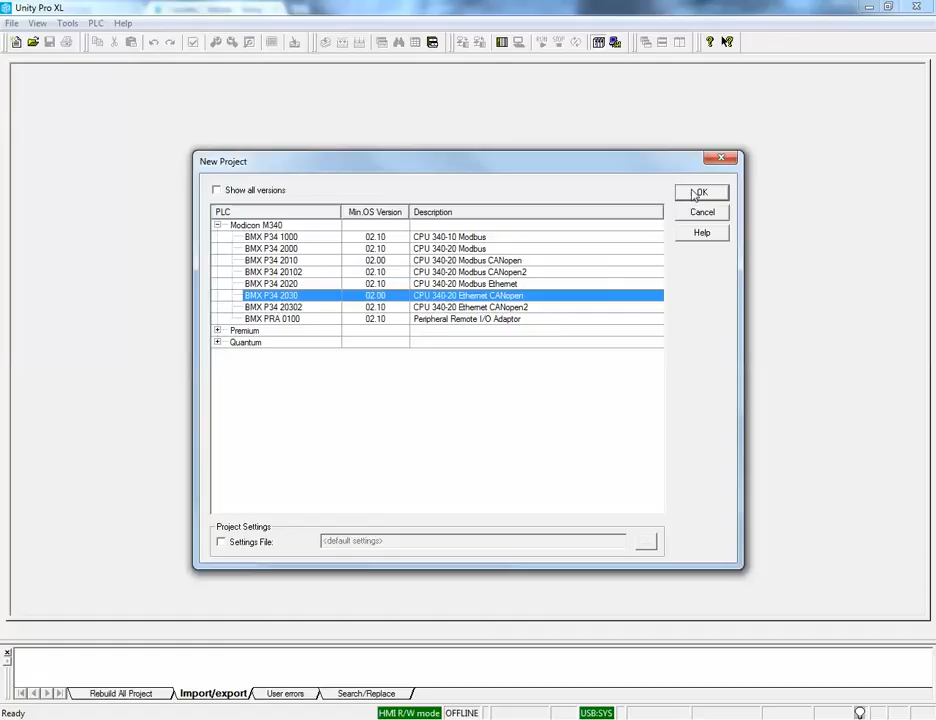 Unity Pro XL
File View Tools PLC Help
New Project
Show all versions
OK
Cancel
Help
PLC Min.OS Version Description
Modicon M340
BMX P34 1000 02.10 CPU 340-10 Modbus
BMX P34 2000 02.10 CPU 340-20 Modbus
BMX P34 2010 02.00 CPU 340-20 Modbus CANopen
BMX P34 20102 02.10 CPU 340-20 Modbus CANopen2
BMX P34 2020 02.10 CPU 340-20 Modbus Ethernet
BMX P34 2030 02.00 CPU 340-20 Ethernet CANopen
BMX P34 20302 02.10 CPU 340-20 Ethernet CANopen2
BMX PRA 0100 02.10 Peripheral Remote I/O Adaptor
Premium
Quantum
Project Settings
Settings File: <default settings>
Rebuild All Project Import/export User errors Search/Replace
Ready HMI R/W mode OFFLINE USB:SYS